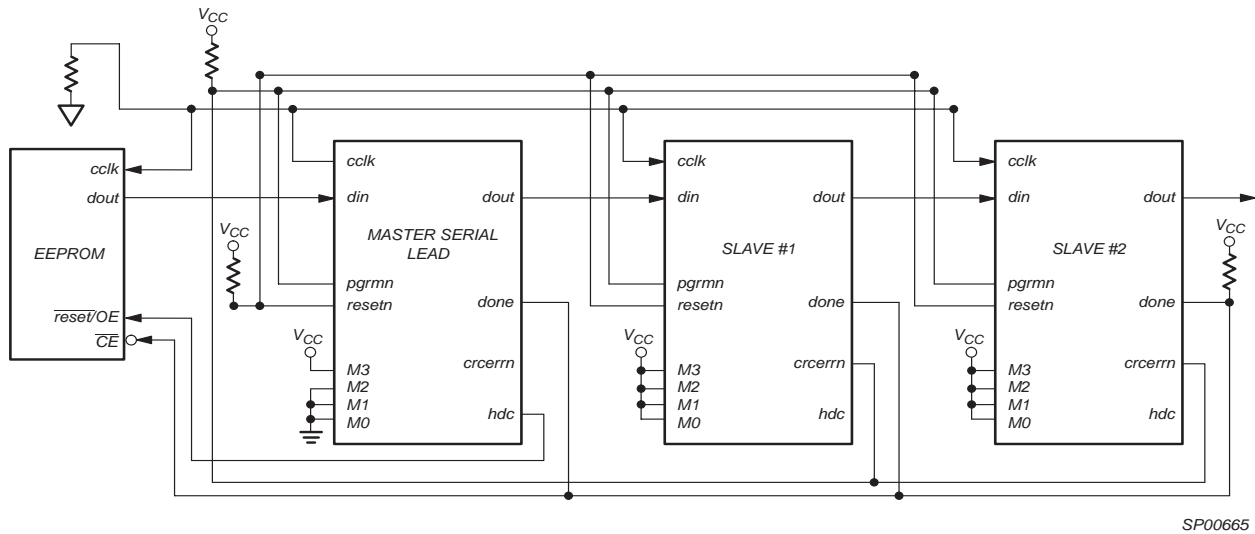 VCC
EEPROM
cclk
dout
reset/OE
CE
VCC
VCC
MASTER SERIAL
LEAD
cclk
din
pgrmn
resetn
M3
M2
M1
M0
dout
done
crcerrn
hdc
VCC
SLAVE #1
cclk
din
pgrmn
resetn
M3
M2
M1
M0
dout
done
crcerrn
hdc
VCC
SLAVE #2
cclk
din
pgrmn
resetn
M3
M2
M1
M0
dout
done
crcerrn
hdc
VCC
SP00665